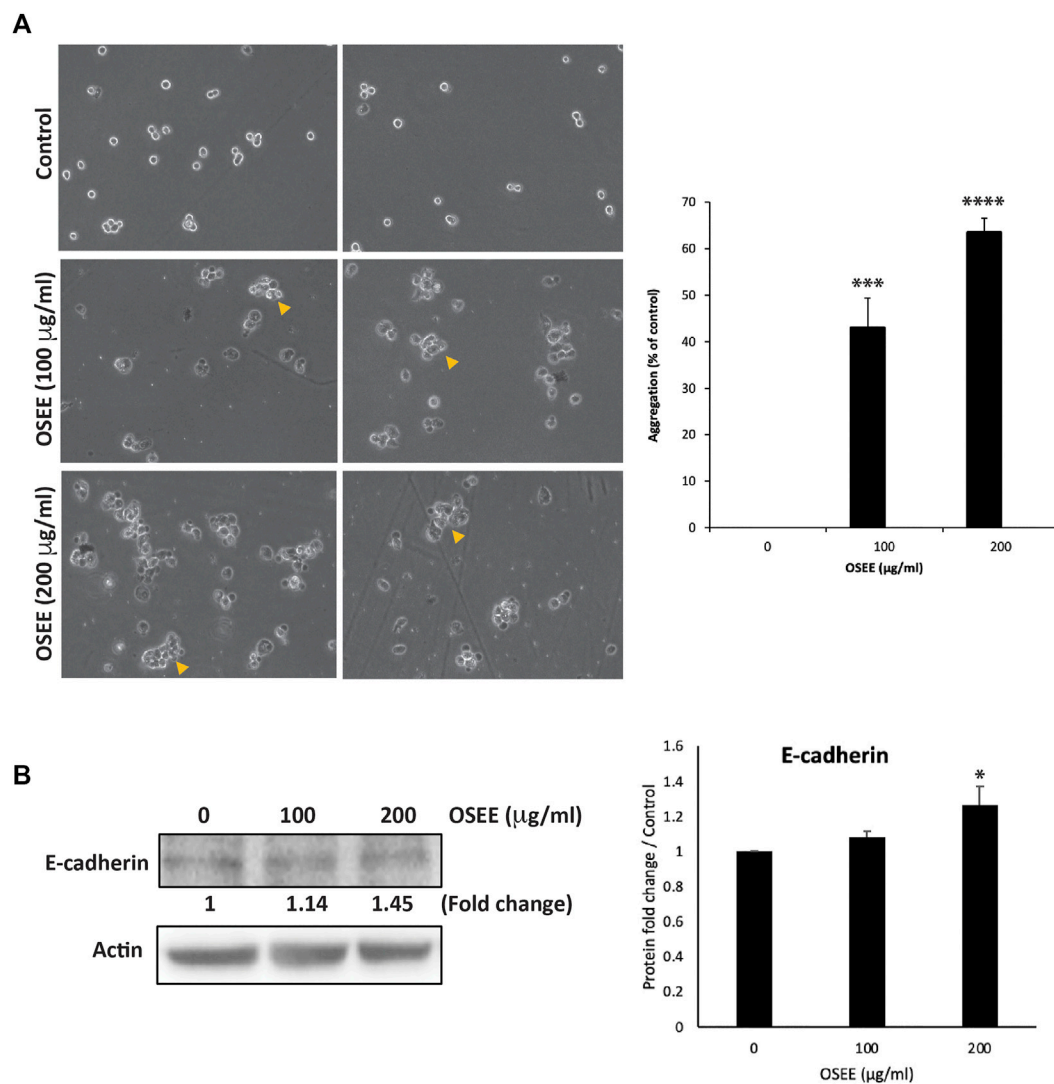 A
Control
OSEE (100 μg/ml)
OSEE (200 μg/ml)
Aggregation (% of control)
70
60
50
40
30
20
10
0
***
****
0 100 200
OSEE (μg/ml)
B
0 100 200 OSEE (μg/ml)
E-cadherin
1 1.14 1.45 (Fold change)
Actin
E-cadherin
Protein fold change / Control
1.6
1.4
1.2
1
0.8
0.6
0.4
0.2
0
*
0 100 200
OSEE (μg/ml)